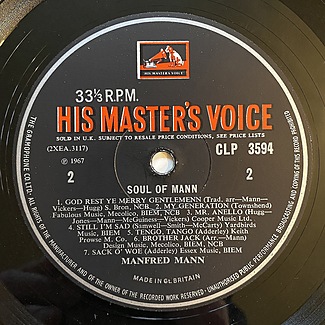 HIS MASTER'S VOICE
33⅓ R.P.M.
HIS MASTER'S VOICE
SOLD IN U.K. SUBJECT TO RESALE PRICE CONDITIONS, SEE PRICE LISTS
(2XEA.3117)
CLP 3594
℗ 1967
2
2
SOUL OF MANN
1. GOD REST YE MERRY GENTLEMENN (Trad. arr—Mann—
Vickers—Hugg) S. Bron, NCB 2. MY GENERATION (Townshend)
Fabulous Music, Mecolico, BIEM, NCB 3. MR. ANELLO (Hugg—
Jones—Mann—McGuiness—Vickers) Cooper Music Ltd.
4. STILL I'M SAD (Samwell—Smith—McCarty) Yardbirds
Music, BIEM 5. TENGO, TANGO (Adderley) Keith
Prowse M. Co. 6. BROTHER JACK (Arr.—Mann)
Design Music, Mecolico, BIEM, NCB
7. SACK O' WOE (Adderley) Essex Music, BIEM
MANFRED MANN
MADE IN GT. BRITAIN
THE GRAMOPHONE CO. LTD. ALL RIGHTS OF THE MANUFACTURER AND OF THE OWNER OF THE RECORDED WORK RESERVED UNAUTHORISED PUBLIC PERFORMANCE, BROADCASTING AND COPYING OF THIS RECORD PROHIBITED